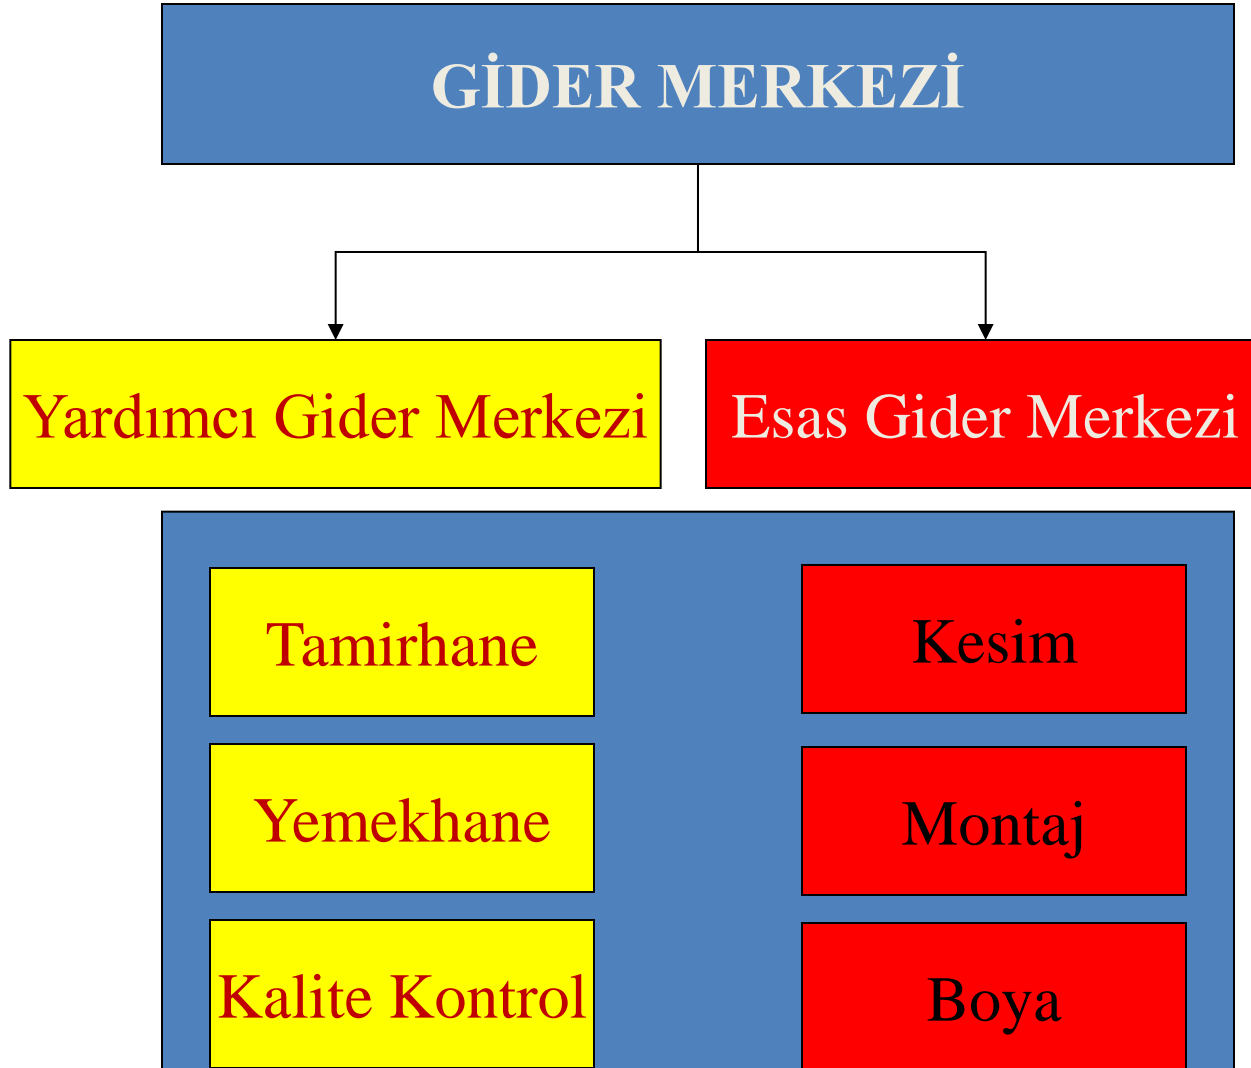 GİDER MERKEZİ
Yardımcı Gider Merkezi
Esas Gider Merkezi
Tamirhane
Kesim
Yemekhane
Montaj
Kalite Kontrol
Boya